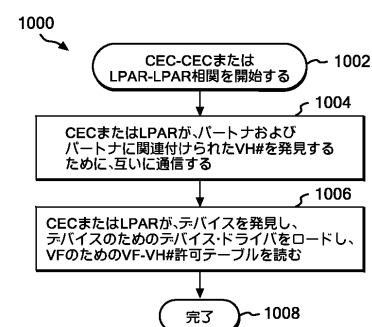 1000
CEC-CECまたは
LPAR-LPAR相関を開始する
1002
1004
CECまたはLPARが、パートナおよび
パートナに関連付けられたVH#を発見する
ために、互いに通信する
1006
CECまたはLPARが、デバイスを発見し、
デバイスのためのデバイス・ドライバをロードし、
VFのためのVF-VH#許可テーブルを読む
完了
1008